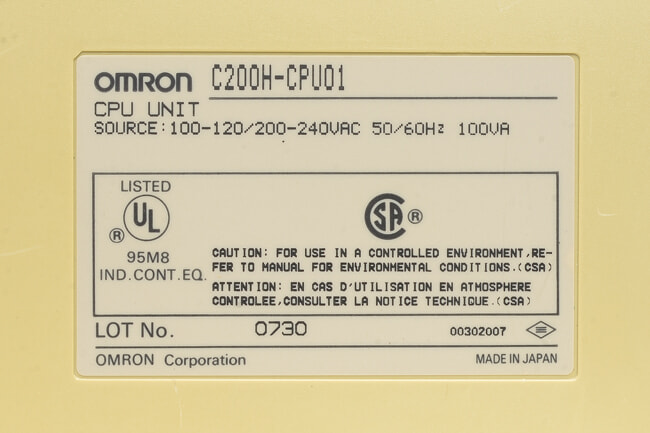 OMRON C200H-CPU01
CPU UNIT
SOURCE:100-120/200-240VAC 50/60Hz 100VA
LISTED
UL ®
95M8
IND.CONT.EQ.
CSA ®
CAUTION: FOR USE IN A CONTROLLED ENVIRONMENT,RE-
FER TO MANUAL FOR ENVIRONMENTAL CONDITIONS.(CSA)
ATTENTION: EN CAS D'UTILISATION EN ATMOSPHERE
CONTROLEE,CONSULTER LA NOTICE TECHNIQUE.(CSA)
LOT No. 0730 00302007
OMRON Corporation MADE IN JAPAN